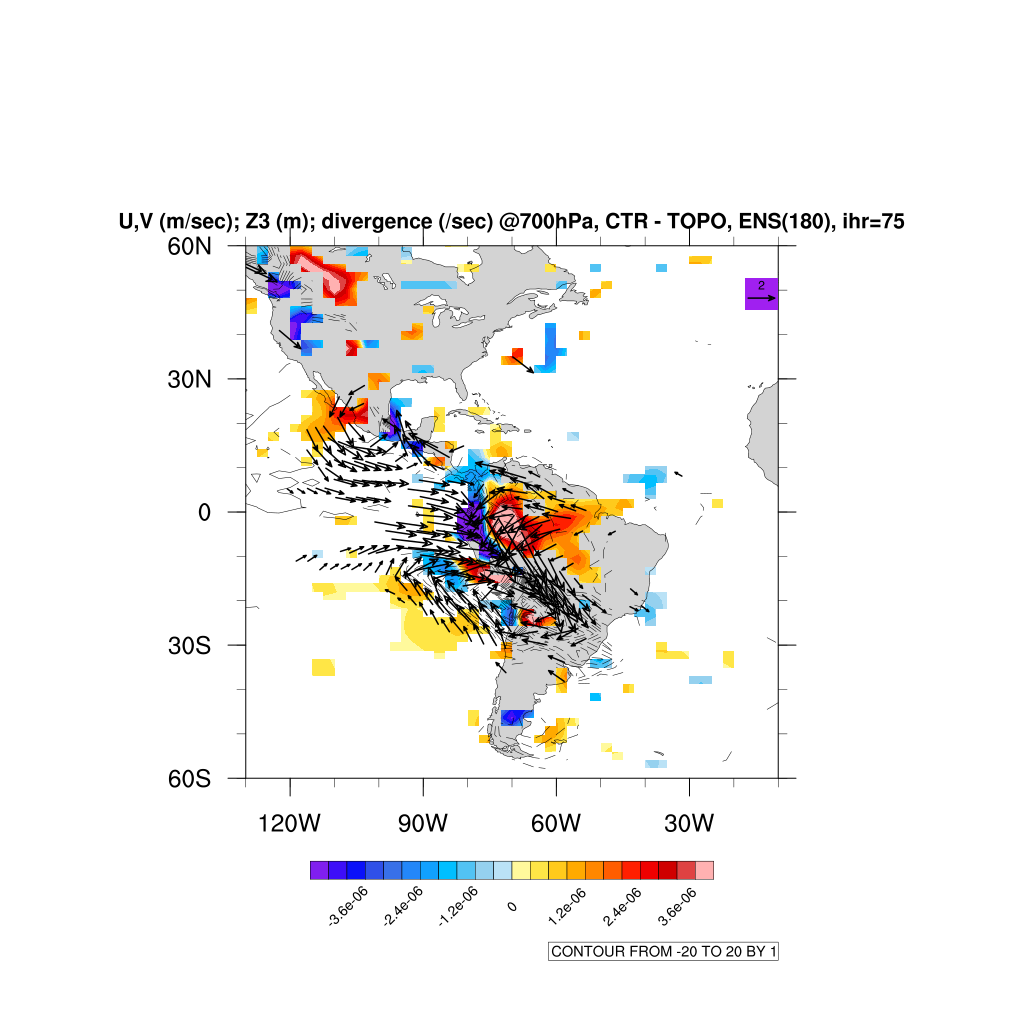 U,V (m/sec); Z3 (m); divergence (/sec) @700hPa, CTR - TOPO, ENS(180), ihr=75
60N
2
30N
0
30S
60S
120W 90W 60W 30W
-3.6e-06 -2.4e-06 -1.2e-06 0 1.2e-06 2.4e-06 3.6e-06
CONTOUR FROM -20 TO 20 BY 1